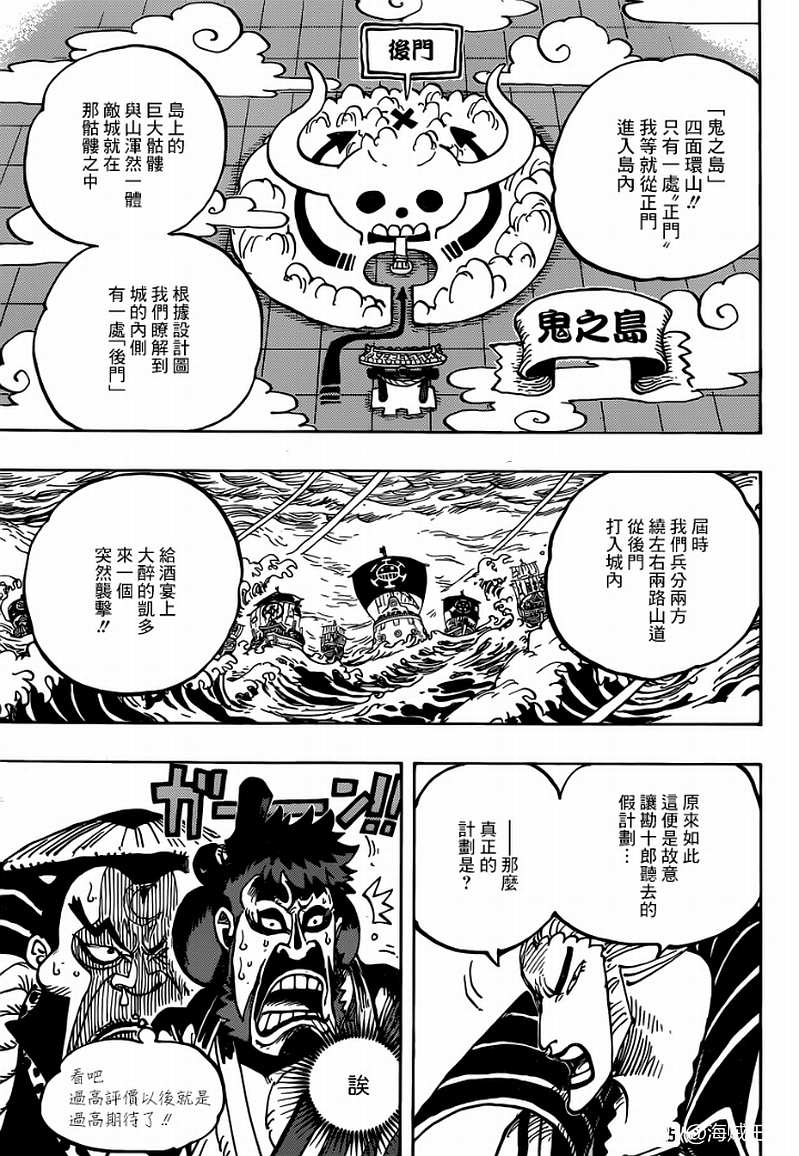 後門
「鬼之島」
四面環山!!
只有一處〝正門〞
我等就從正門
進入島內
島上的
巨大骷髏
與山渾然一體
敵城就在
那骷髏之中
鬼之島
根據設計圖
我們瞭解到
城的內側
有一處「後門」
屆時
我們兵分兩方
繞左右兩路山道
從後門
打入城內
給酒宴上
大醉的凱多
來一個
突然襲擊!!
原來如此
這便是故意
讓勘十郎聽去的
假計劃…
——那麼
真正的
計劃是?
ガーーン!!
誒
看吧
過高評價以後就是
過高期待了!!
@海贼王